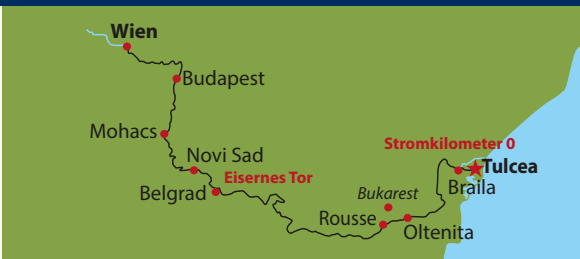 Wien
Budapest
Mohacs
Novi Sad
Stromkilometer 0
Tulcea
Eisernes Tor
Belgrad
Braila
Bukarest
Rousse
Oltenita